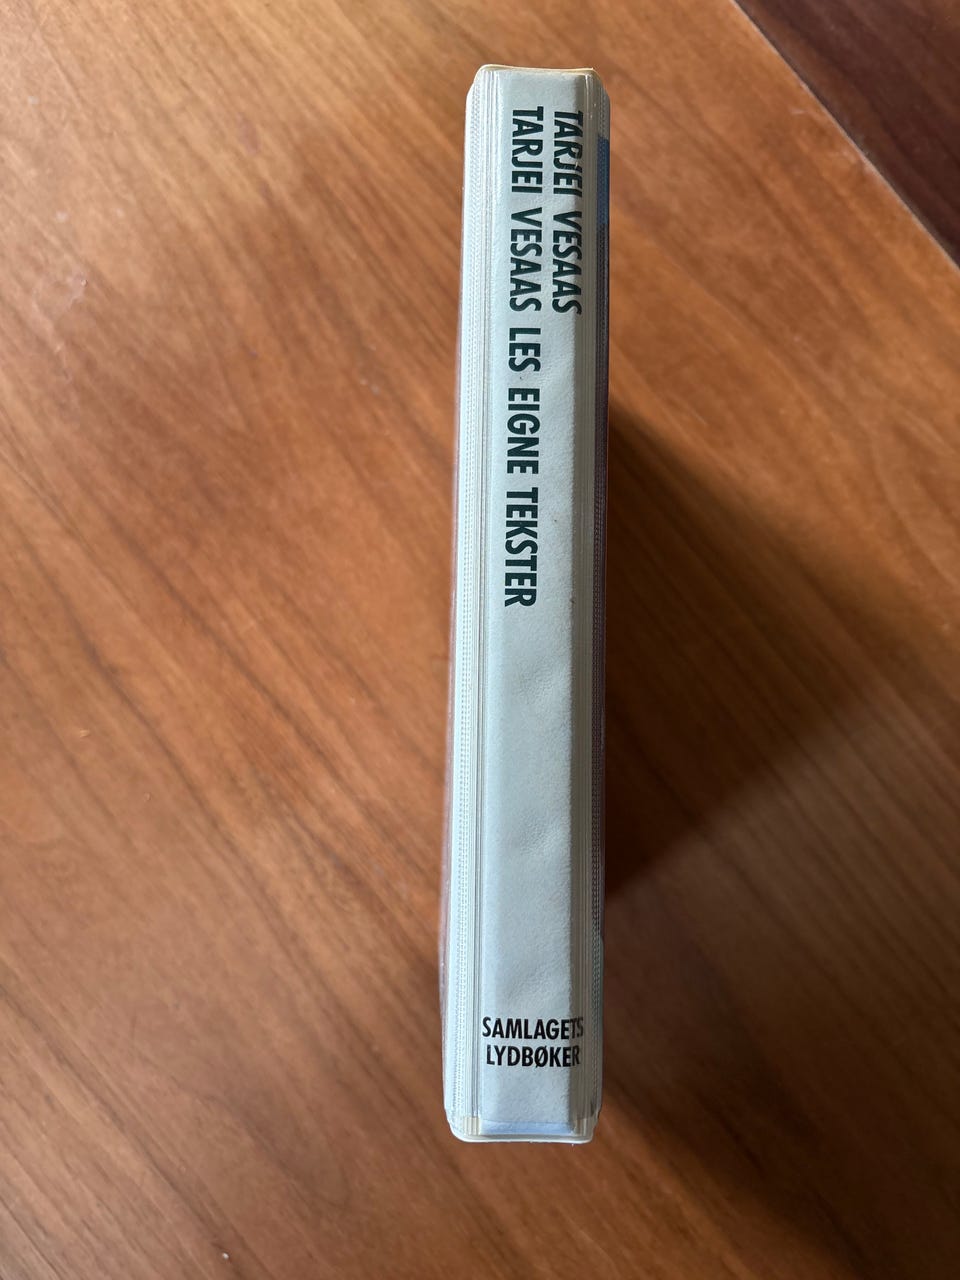 TARJEI VESAAS
TARJEI VESAAS LES EIGNE TEKSTER
SAMLAGETS
LYDBØKER